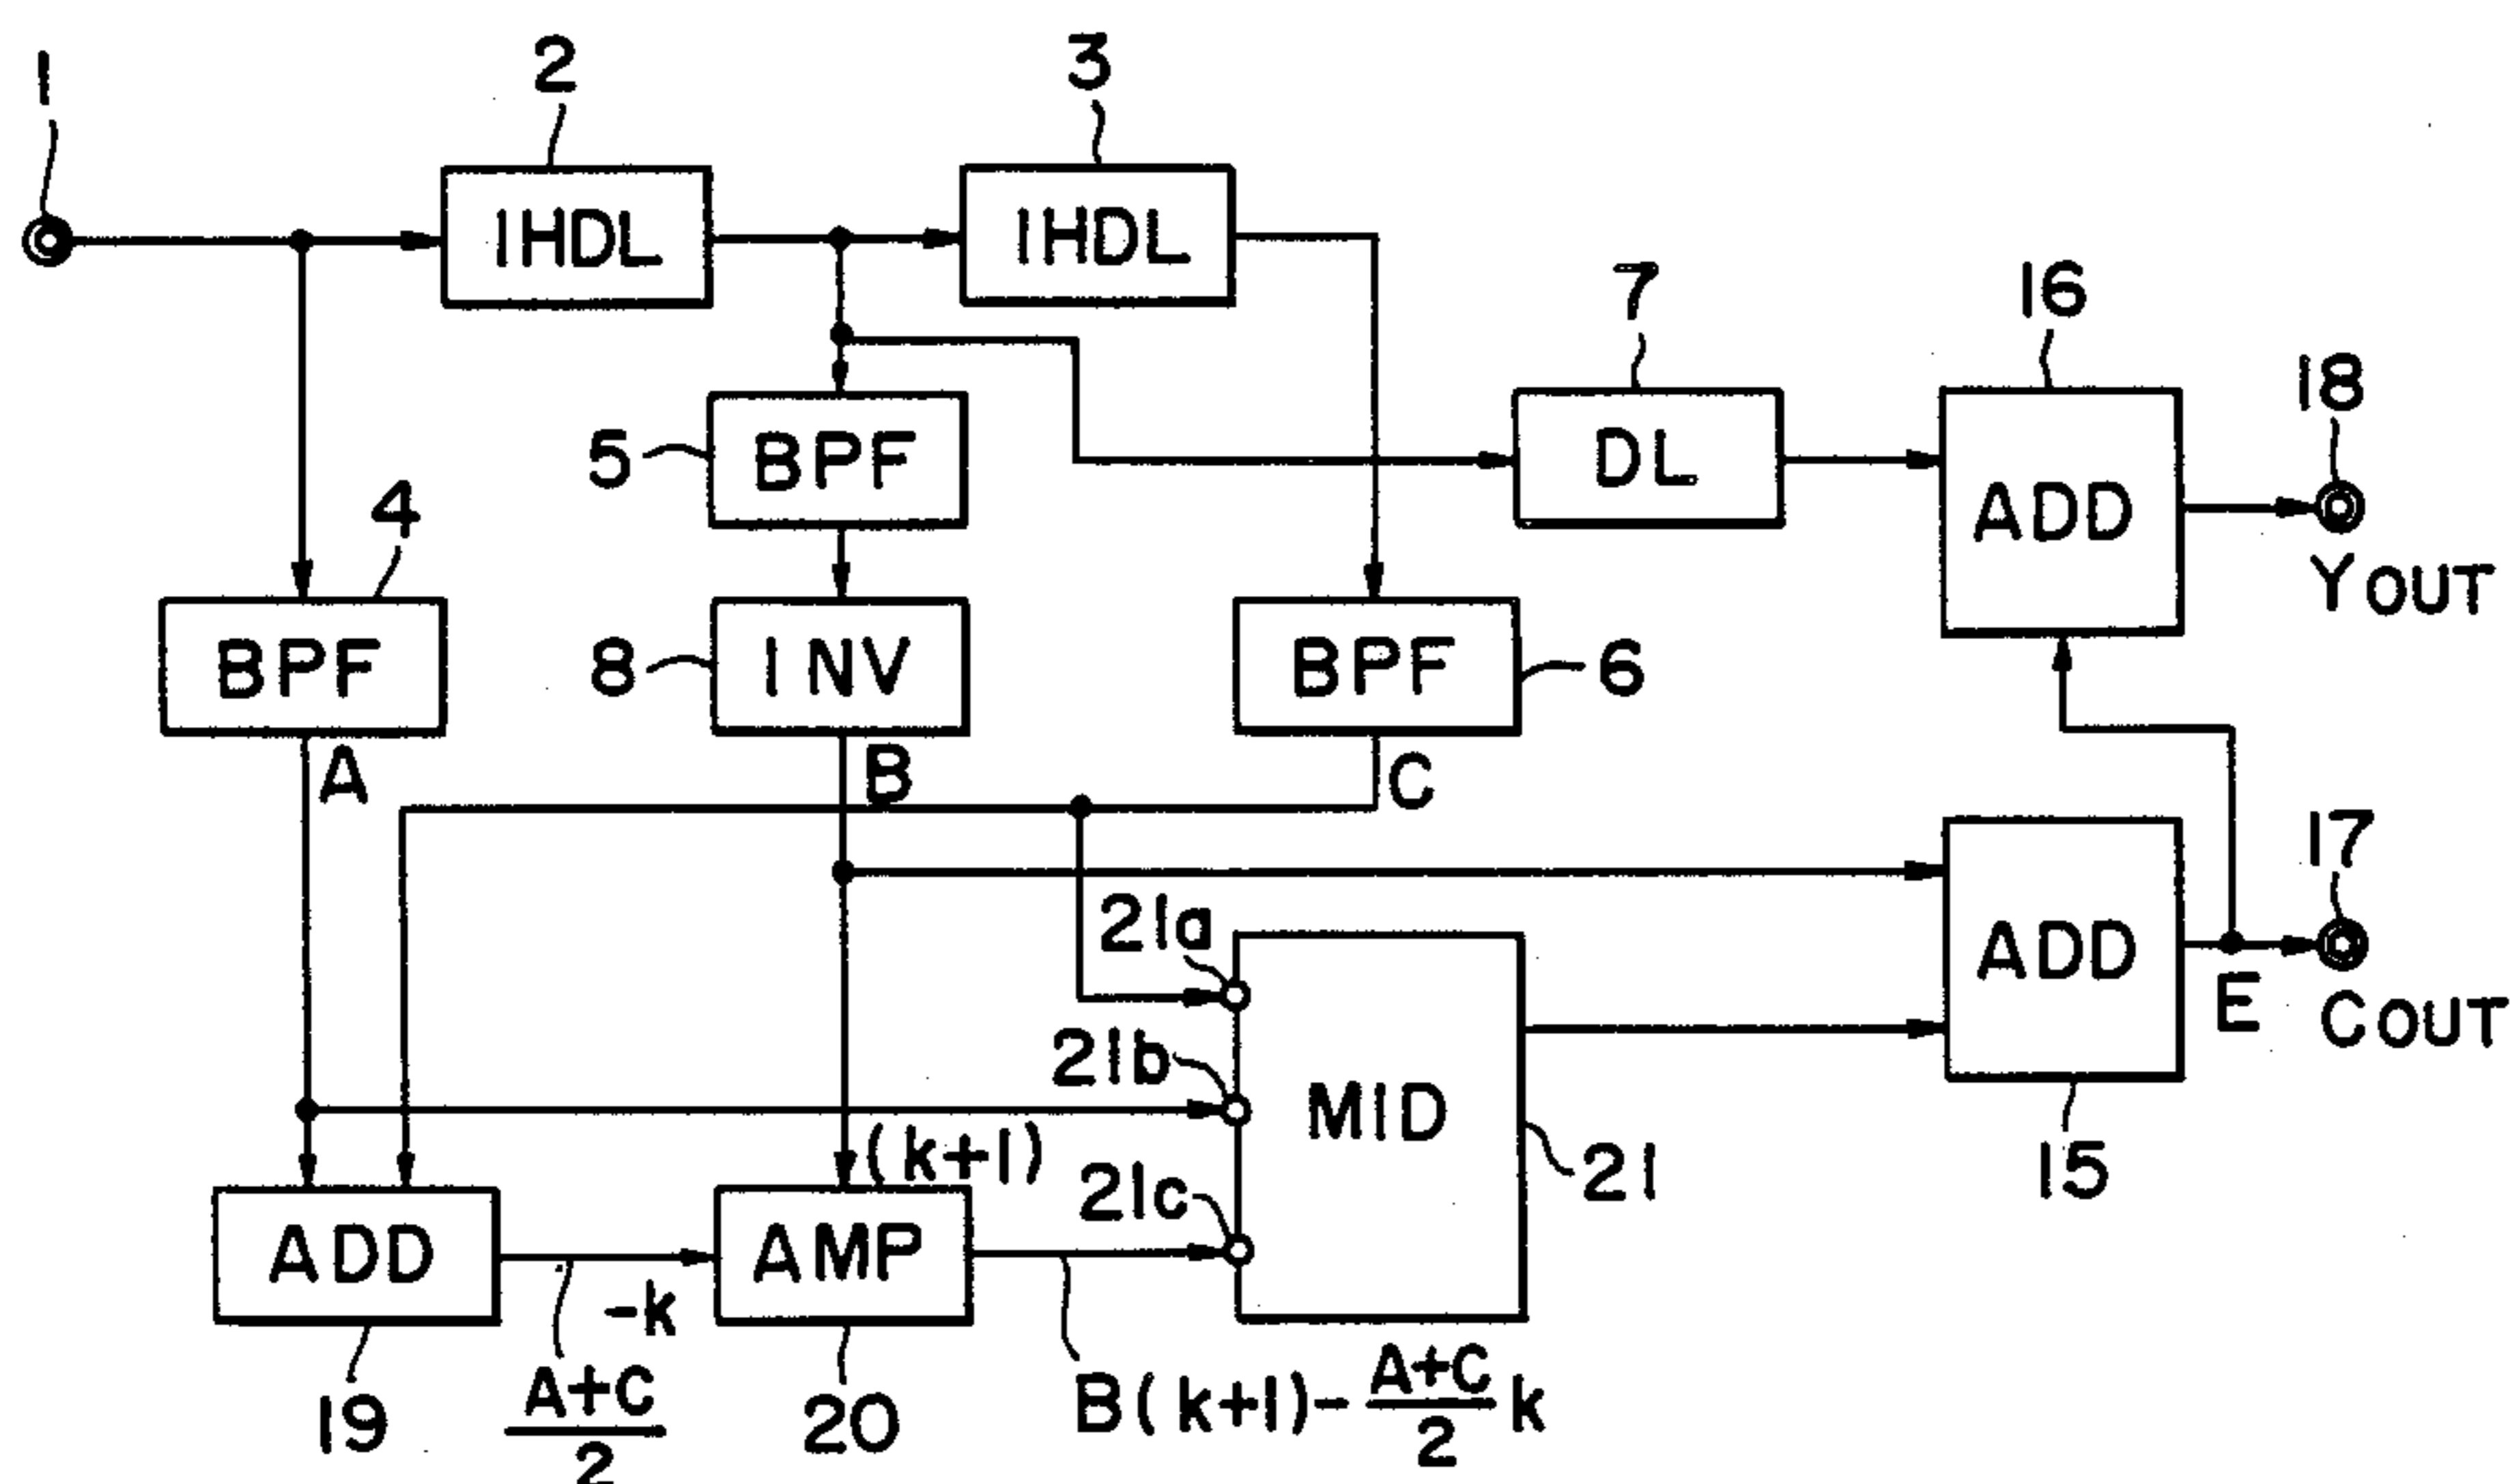 1
2
3
1HDL
1HDL
7
16
18
5
BPF
DL
ADD
4
YOUT
BPF
8
INV
BPF
6
A
B
C
17
21a
ADD
E
COUT
21b
MID
(k+1)
21c
21
15
ADD
AMP
-k
19
A+C
2
20
B(k+1)-A+C
2
k